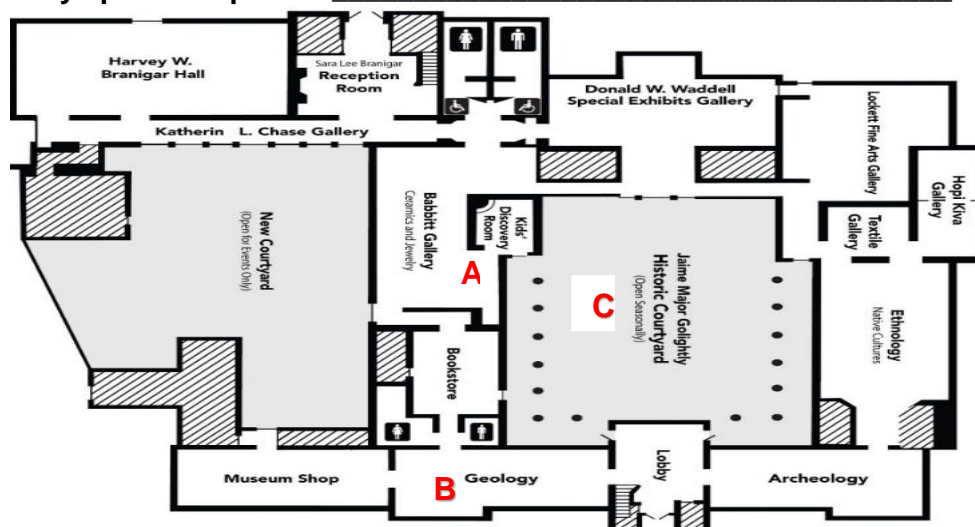 Harvey W.
Branigar Hall
Sara Lee Branigar
Reception
Room
Donald W. Waddell
Special Exhibits Gallery
Katherin L. Chase Gallery
Lockett Fine Arts Gallery
Hopi Kiva
Gallery
Textile
Gallery
Kids'
Discovery
Room
Babbitt Gallery
Ceramics and Jewelry
New Courtyard
(Open for Events Only)
A
C
Jaime Major Golightly
Historic Courtyard
(Open Seasonally)
Ethnology
Native Cultures
Bookstore
Museum Shop
B
Geology
Lobby
Archeology